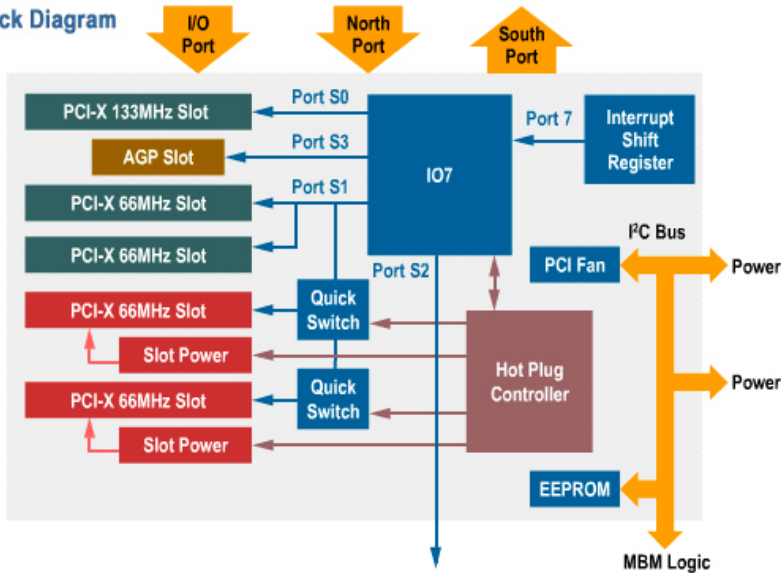 ck Diagram
I/O
Port
North
Port
South
Port
PCI-X 133MHz Slot
Port S0
IO7
Port 7
Interrupt
Shift
Register
AGP Slot
Port S3
PCI-X 66MHz Slot
Port S1
PCI-X 66MHz Slot
Port S2
I²C Bus
PCI Fan
Power
PCI-X 66MHz Slot
Quick
Switch
Slot Power
Hot Plug
Controller
Power
PCI-X 66MHz Slot
Quick
Switch
Slot Power
EEPROM
MBM Logic